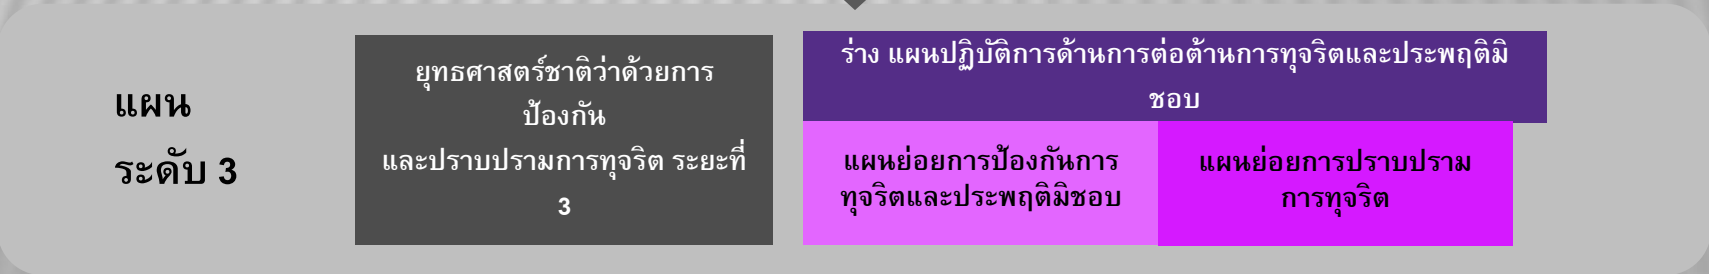 แผน
ระดับ 3
ยุทธศาสตร์ชาติว่าด้วยการ
ป้องกัน
และปราบปรามการทุจริต ระยะที่
3
ร่าง แผนปฏิบัติการด้านการต่อต้านการทุจริตและประพฤติมิ
ชอบ
แผนย่อยการป้องกันการ
ทุจริตและประพฤติมิชอบ
แผนย่อยการปราบปราม
การทุจริต